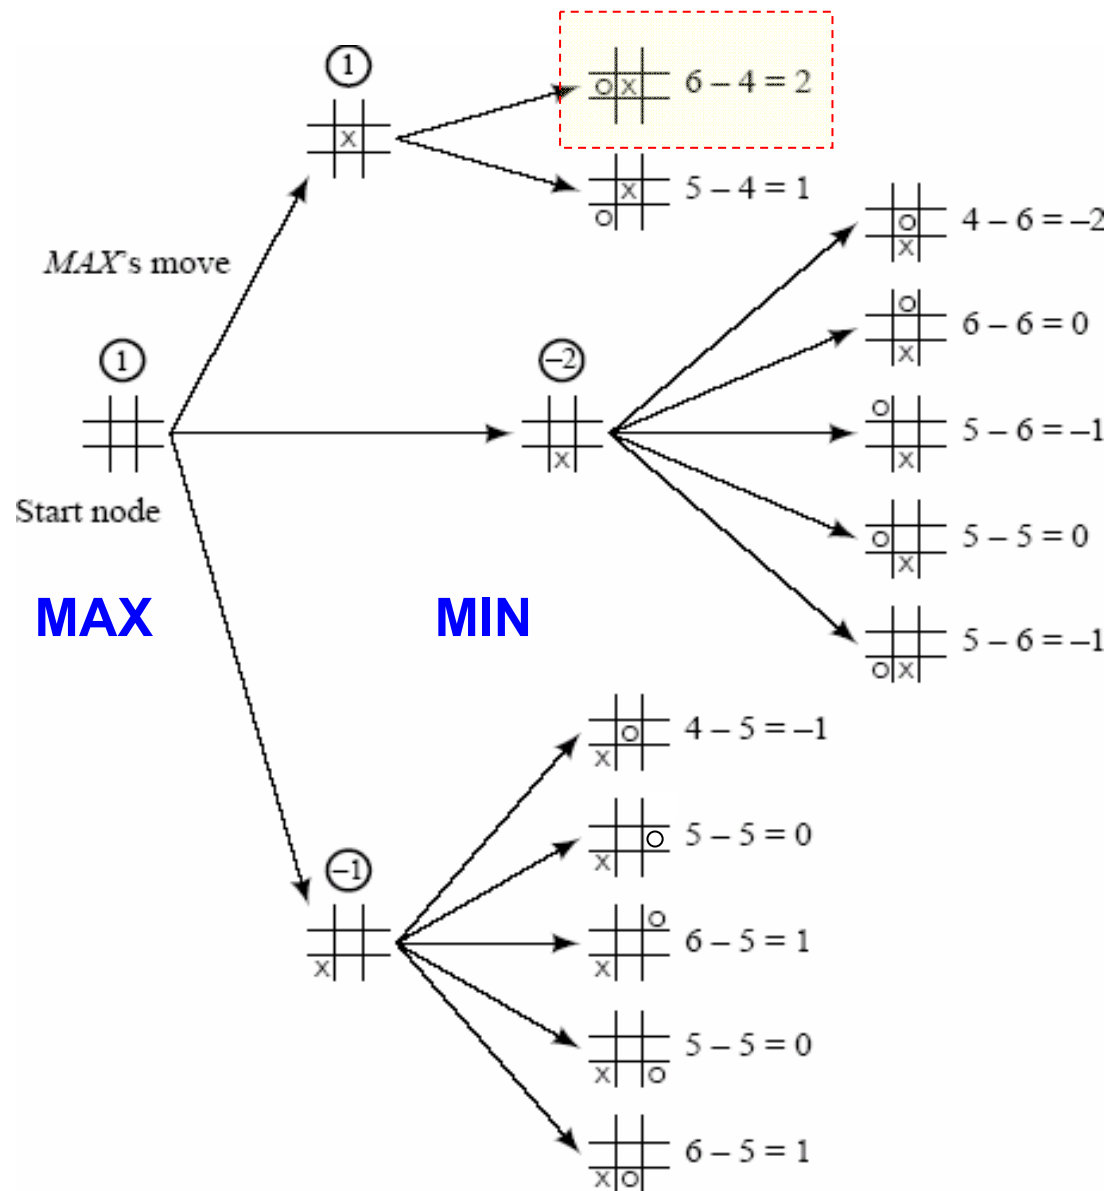 1
x
o x
6 – 4 = 2
x
o
5 – 4 = 1
MAX's move
o
x
4 – 6 = –2
o
x
6 – 6 = 0
1
–2
x
o
x
5 – 6 = –1
Start node
o
x
5 – 5 = 0
MAX
MIN
o x
5 – 6 = –1
o
x
4 – 5 = –1
o
x
5 – 5 = 0
–1
x
o
x
6 – 5 = 1
x o
5 – 5 = 0
x o
6 – 5 = 1